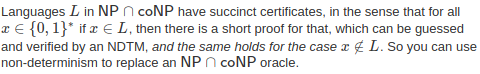 Languages L in NP ∩ coNP have succinct certificates, in the sense that for all
x ∈ {0, 1}* if x ∈ L, then there is a short proof for that, which can be guessed
and verified by an NDTM, and the same holds for the case x ∉ L. So you can use
non-determinism to replace an NP ∩ coNP oracle.